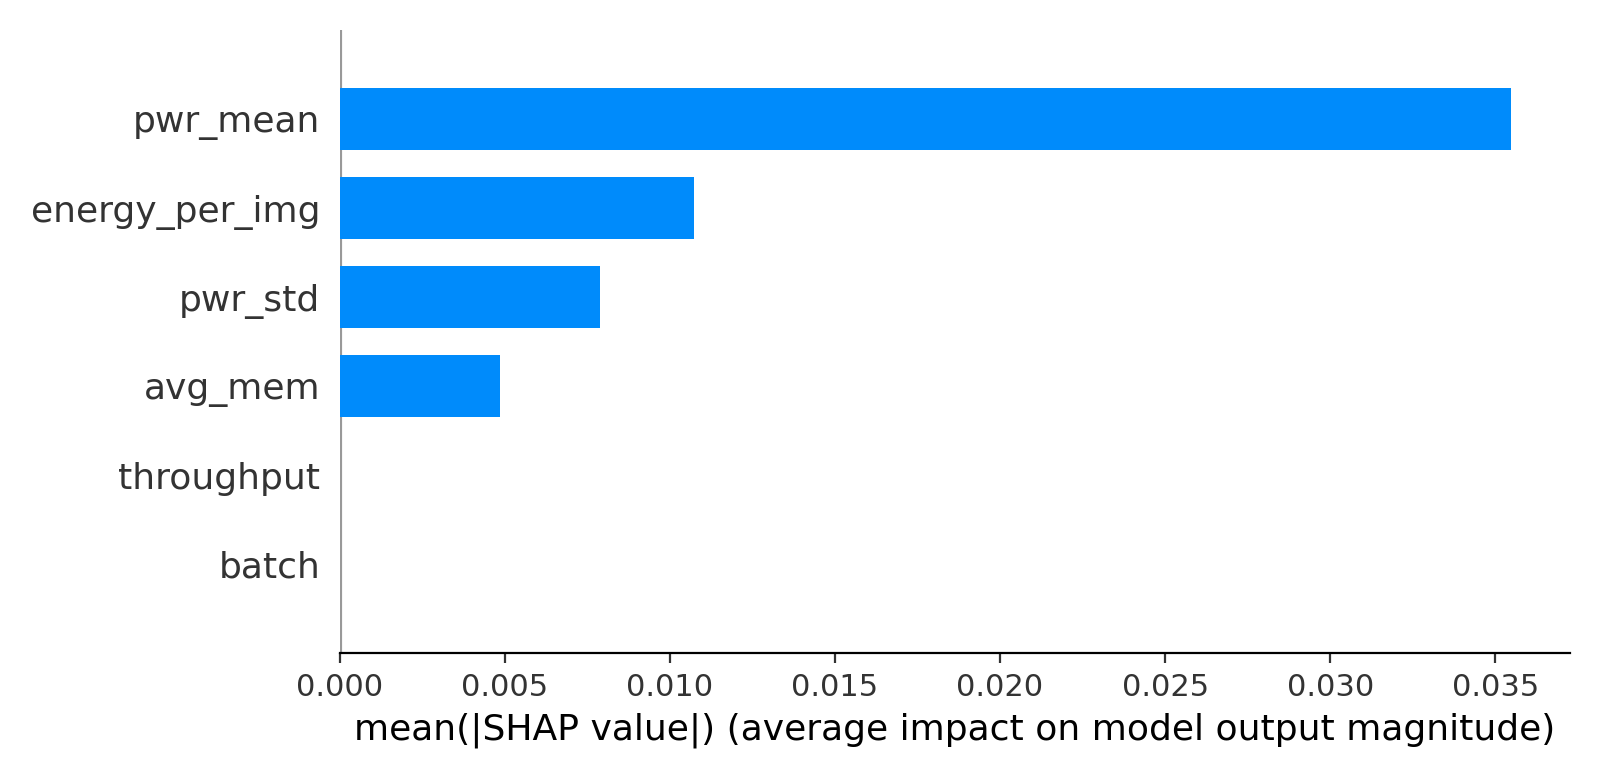 pwr_mean
energy_per_img
pwr_std
avg_mem
throughput
batch
0.000 0.005 0.010 0.015 0.020 0.025 0.030 0.035
mean(|SHAP value|) (average impact on model output magnitude)